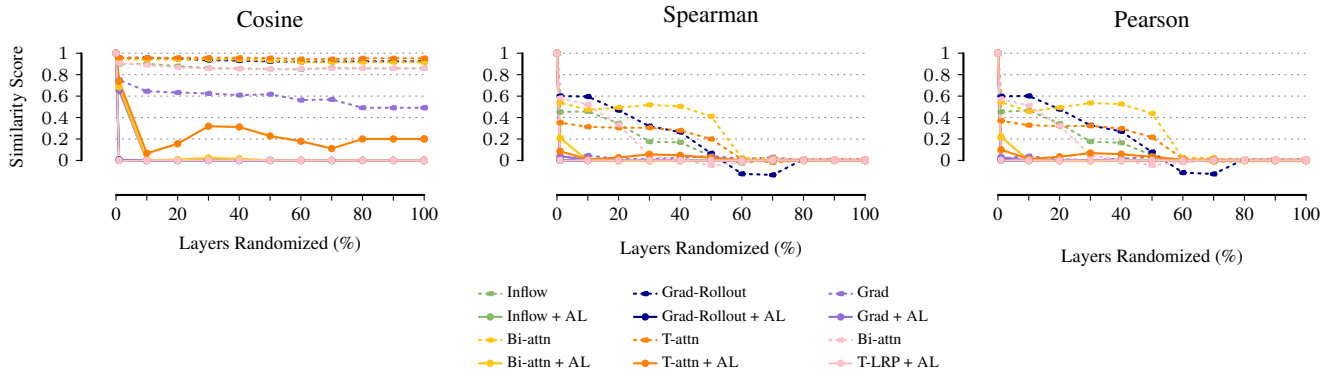 Cosine
Spearman
Pearson
Similarity Score
1
0.8
0.6
0.4
0.2
0
0
20
40
60
80
100
Layers Randomized (%)
1
0.8
0.6
0.4
0.2
0
0
20
40
60
80
100
Layers Randomized (%)
1
0.8
0.6
0.4
0.2
0
0
20
40
60
80
100
Layers Randomized (%)
Inflow
Grad-Rollout
Grad
Inflow + AL
Grad-Rollout + AL
Grad + AL
Bi-attn
T-attn
Bi-attn
Bi-attn + AL
T-attn + AL
T-LRP + AL